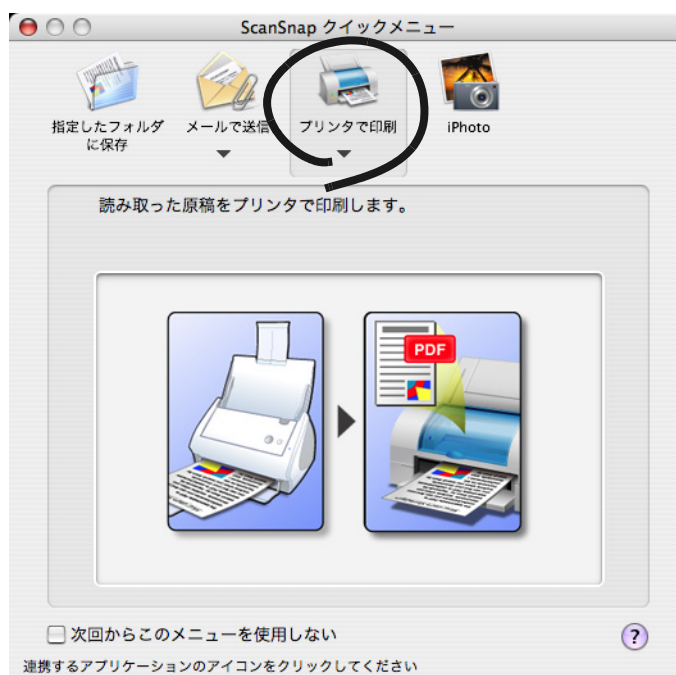 ScanSnap クイックメニュー
指定したフォルダ
に保存
メールで送信
プリンタで印刷
iPhoto
読み取った原稿をプリンタで印刷します。
PDF
次回からこのメニューを使用しない
?
連携するアプリケーションのアイコンをクリックしてください